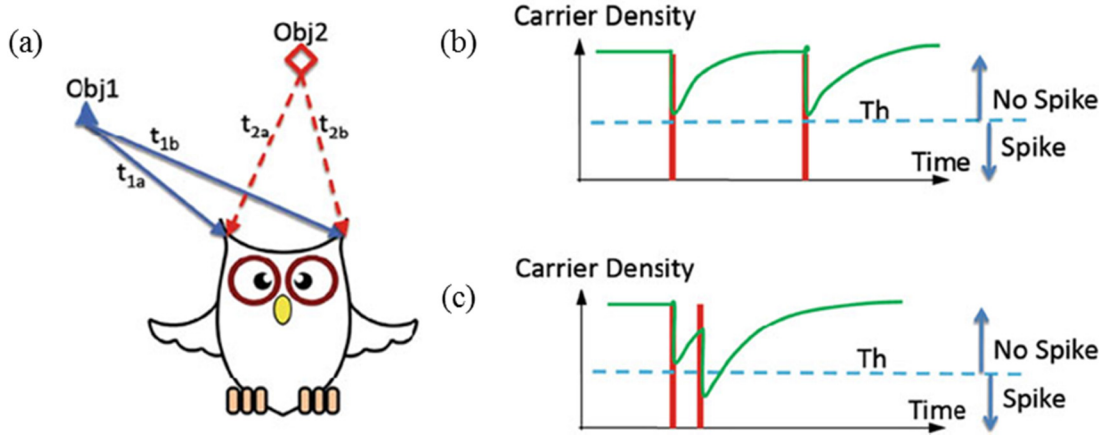 (a)
Obj2
Obj1
t1b
t1a
t2a
t2b
(b)
Carrier Density
Th
No Spike
Spike
Time
(c)
Carrier Density
Th
No Spike
Spike
Time